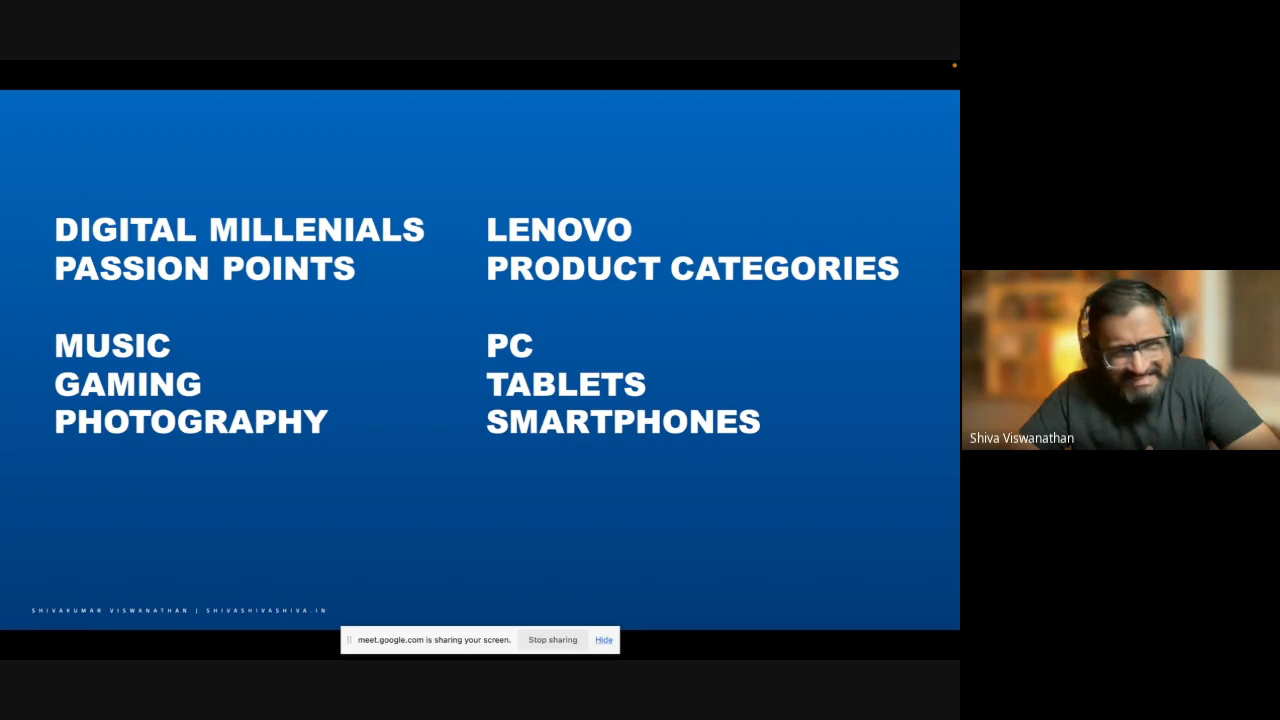 DIGITAL MILLENIALS
PASSION POINTS
MUSIC
GAMING
PHOTOGRAPHY
LENOVO
PRODUCT CATEGORIES
PC
TABLETS
SMARTPHONES
SHIVAKUMAR VISWANATHAN | SHIVASHIVASHIVA.IN
meet.google.com is sharing your screen. Stop sharing Hide
Shiva Viswanathan